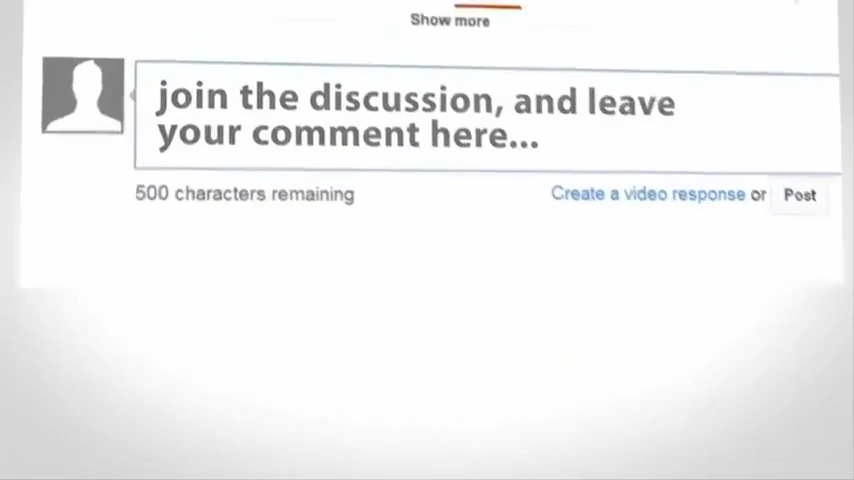 Show more
join the discussion, and leave
your comment here...
500 characters remaining
Create a video response or Post